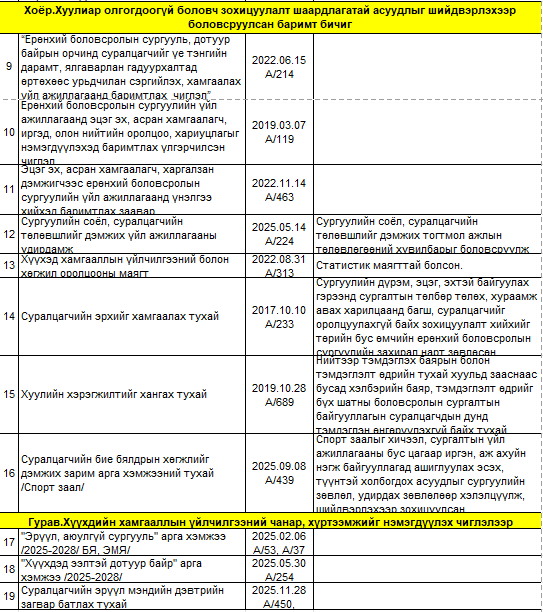 Хоёр.Хуулиар олгогдоогүй боловч зохицуулалт шаардлагатай асуудлыг шийдвэрлэхээр
боловсруулсан баримт бичиг
9
“Ерөнхий боловсролын сургууль, дотуур
байрын орчинд суралцагчийг үе тэнгийн
дарамт, ялгаварлан гадуурхалтад
өртөхөөс урьдчилан сэргийлэх, хамгаалах
үйл ажиллагаанд баримтлах чиглэл”
2022.06.15
А/214
10
Ерөнхий боловсролын сургуулийн үйл
ажиллагаанд эцэг эх, асран хамгаалагч,
иргэд, олон нийтийн оролцоо, хариуцлагыг
нэмэгдүүлэхэд баримтлах үлгэрчилсэн
чиглэл
2019.03.07
А/119
11
Эцэг эх, асран хамгаалагч, харгалзан
дэмжигчээс ерөнхий боловсролын
сургуулийн үйл ажиллагаанд үнэлгээ
хийхэд баримтлах заавар
2022.11.14
А/463
12
Сургуулийн соёл, суралцагчийн
төлөвшлийг дэмжих үйл ажиллагааны
удирдамж
2025.05.14
А/224
Сургуулийн соёл, суралцагчийн
төлөвшлийг дэмжих тогтмол ажлын
төлөвлөгөөний хувилбарыг боловсруулж
13
Хүүхэд хамгааллын үйлчилгээний болон
хөгжил оролцооны маягт
2022.08.31
А/313
Статистик маягттай болсон.
14
Суралцагчийн эрхийг хамгаалах тухай
2017.10.10
А/233
Сургуулийн дүрэм, эцэг, эхтэй байгуулах
гэрээнд сургалтын төлбөр төлөх, хураамж
авах харилцаанд багш, суралцагчийг
оролцуулахгүй байх зохицуулалт хийхийг
төрийн бус өмчийн ерөнхий боловсролын
сургуулийн захирал нарт зөвлөсөн
15
Хуулийн хэрэгжилтийг хангах тухай
2019.10.28
А/689
Нийтээр тэмдэглэх баярын болон
тэмдэглэлт өдрийн тухай хуульд зааснаас
бусад хэлбэрийн баяр, тэмдэглэлт өдрийг
бүх шатны боловсролын сургалтын
байгууллагын суралцагчдын дунд
тэмдэглэн өнгөрүүлэхгүй байх тухай
16
Суралцагчийн бие бялдрын хөгжлийг
дэмжих зарим арга хэмжээний тухай
/Спорт заал/
2025.09.08
А/439
Спорт заалыг хичээл, сургалтын үйл
ажиллагааны бус цагаар иргэн, аж ахуйн
нэгж байгууллагад ашиглуулах эсэх,
түүнтэй холбогдох асуудлыг сургуулийн
зөвлөл, удирдах зөвлөлөөр хэлэлцүүлж,
шийдвэрлэхээр зохицуулсан
Гурав.Хүүхдийн хамгааллын үйлчилгээний чанар, хүртээмжийг нэмэгдүүлэх чиглэлээр
17
"Эрүүл, аюулгүй сургууль" арга хэмжээ
/2025-2028/ БЯ, ЭМЯ/
2025.02.06
А/53, А/37
18
"Хүүхдэд ээлтэй дотуур байр" арга
хэмжээ /2025-2028/
2025.05.30
А/254
19
Суралцагчийн эрүүл мэндийн дэвтрийн
загвар батлах тухай
2025.11.28
А/450,